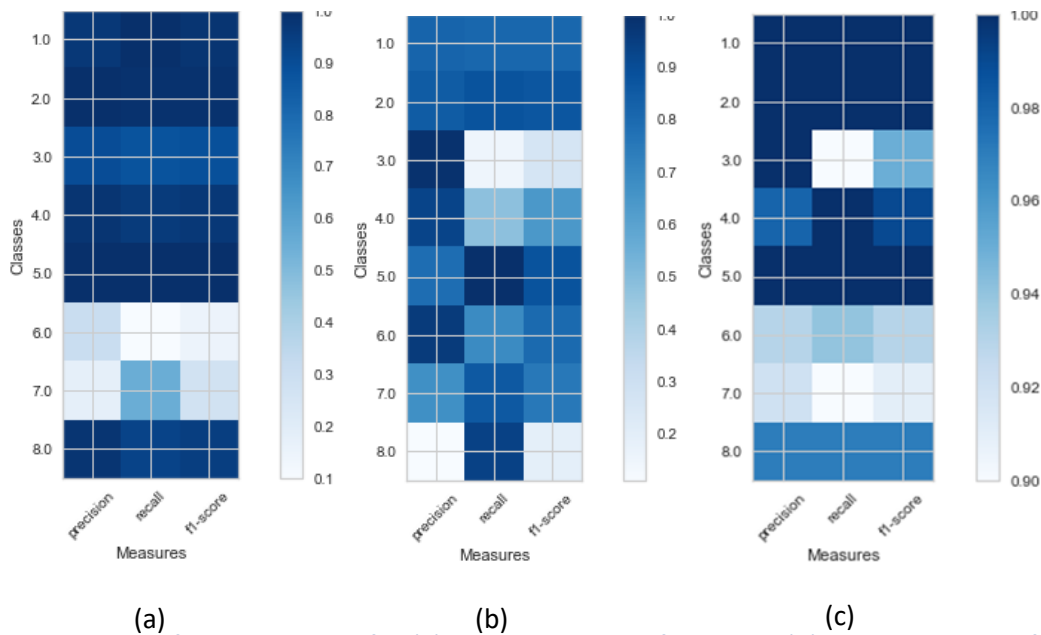 1.0
2.0
3.0
4.0
5.0
6.0
7.0
8.0
Classes
precision
recall
f1-score
Measures
1.0
0.9
0.8
0.7
0.6
0.5
0.4
0.3
0.2
0.1
(a)
1.0
2.0
3.0
4.0
5.0
6.0
7.0
8.0
Classes
precision
recall
f1-score
Measures
0.9
0.8
0.7
0.6
0.5
0.4
0.3
0.2
(b)
1.0
2.0
3.0
4.0
5.0
6.0
7.0
8.0
Classes
precision
recall
f1-score
Measures
1.00
0.98
0.96
0.94
0.92
0.90
(c)